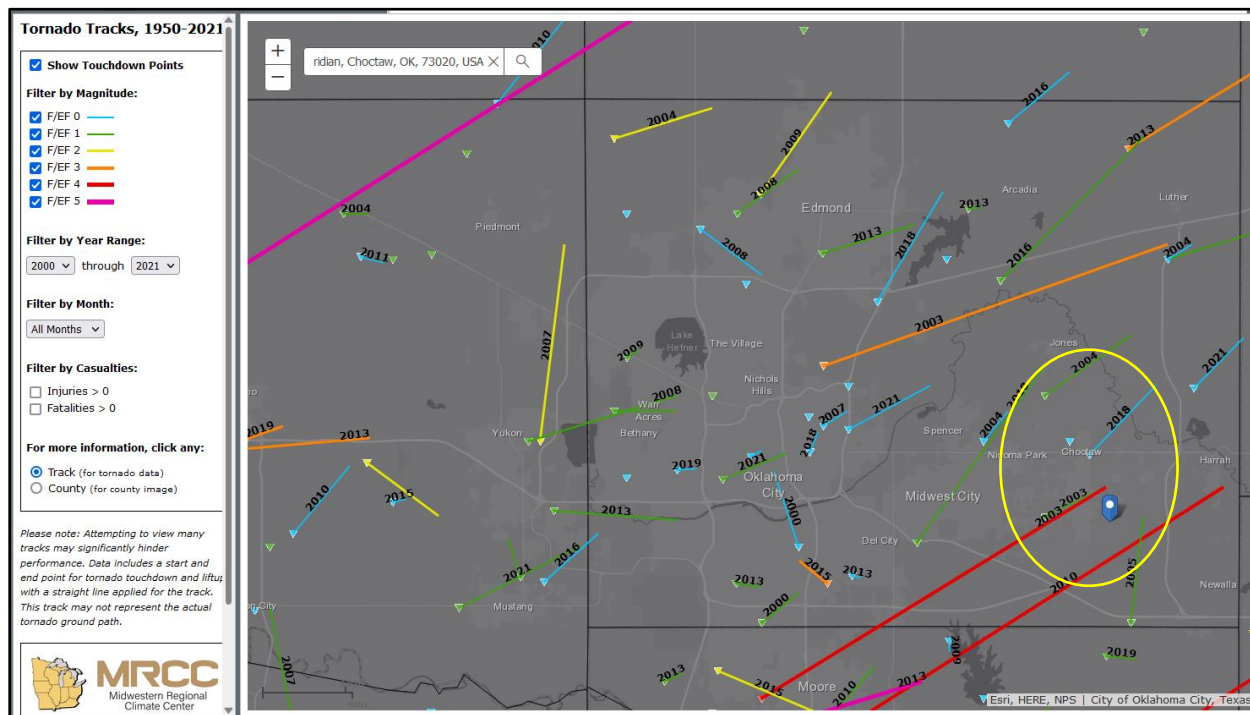 Tornado Tracks, 1950-2021
Show Touchdown Points
Filter by Magnitude:
F/EF 0
F/EF 1
F/EF 2
F/EF 3
F/EF 4
F/EF 5
Filter by Year Range:
2000 through 2021
Filter by Month:
All Months
Filter by Casualties:
Injuries > 0
Fatalities > 0
For more information, click any:
Track (for tornado data)
County (for county image)
Please note: Attempting to view many
tracks may significantly hinder
performance. Data includes a start and
end point for tornado touchdown and liftup
with a straight line applied for the track.
This track may not represent the actual
tornado ground path.
MRCC
Midwestern Regional
Climate Center
+
−
ridian, Choctaw, OK, 73020, USA
2010
2004
2009
2016
2013
2008
Arcadia
Luther
2004
Edmond
2013
Piedmont
2013
2018
2004
2011
2008
2016
2003
2007
Lake
Hefner
The Village
2009
Jones
2004
2021
Nichols
Hills
2008
Warr
Acres
2007
2021
2004
2018
2019
2013
Yukon
Bethany
2018
Spencer
Nicoma Park
Choctaw
Harrah
2019
2021
Oklahoma
City
2010
2015
2013
2000
Midwest City
2003
2003
Del City
2016
2021
2015
2013
2013
2010
2005
Newalla
Mustang
2000
on City
2007
2013
2015
Moore
2010
2013
2009
2019
Esri, HERE, NPS | City of Oklahoma City, Texas